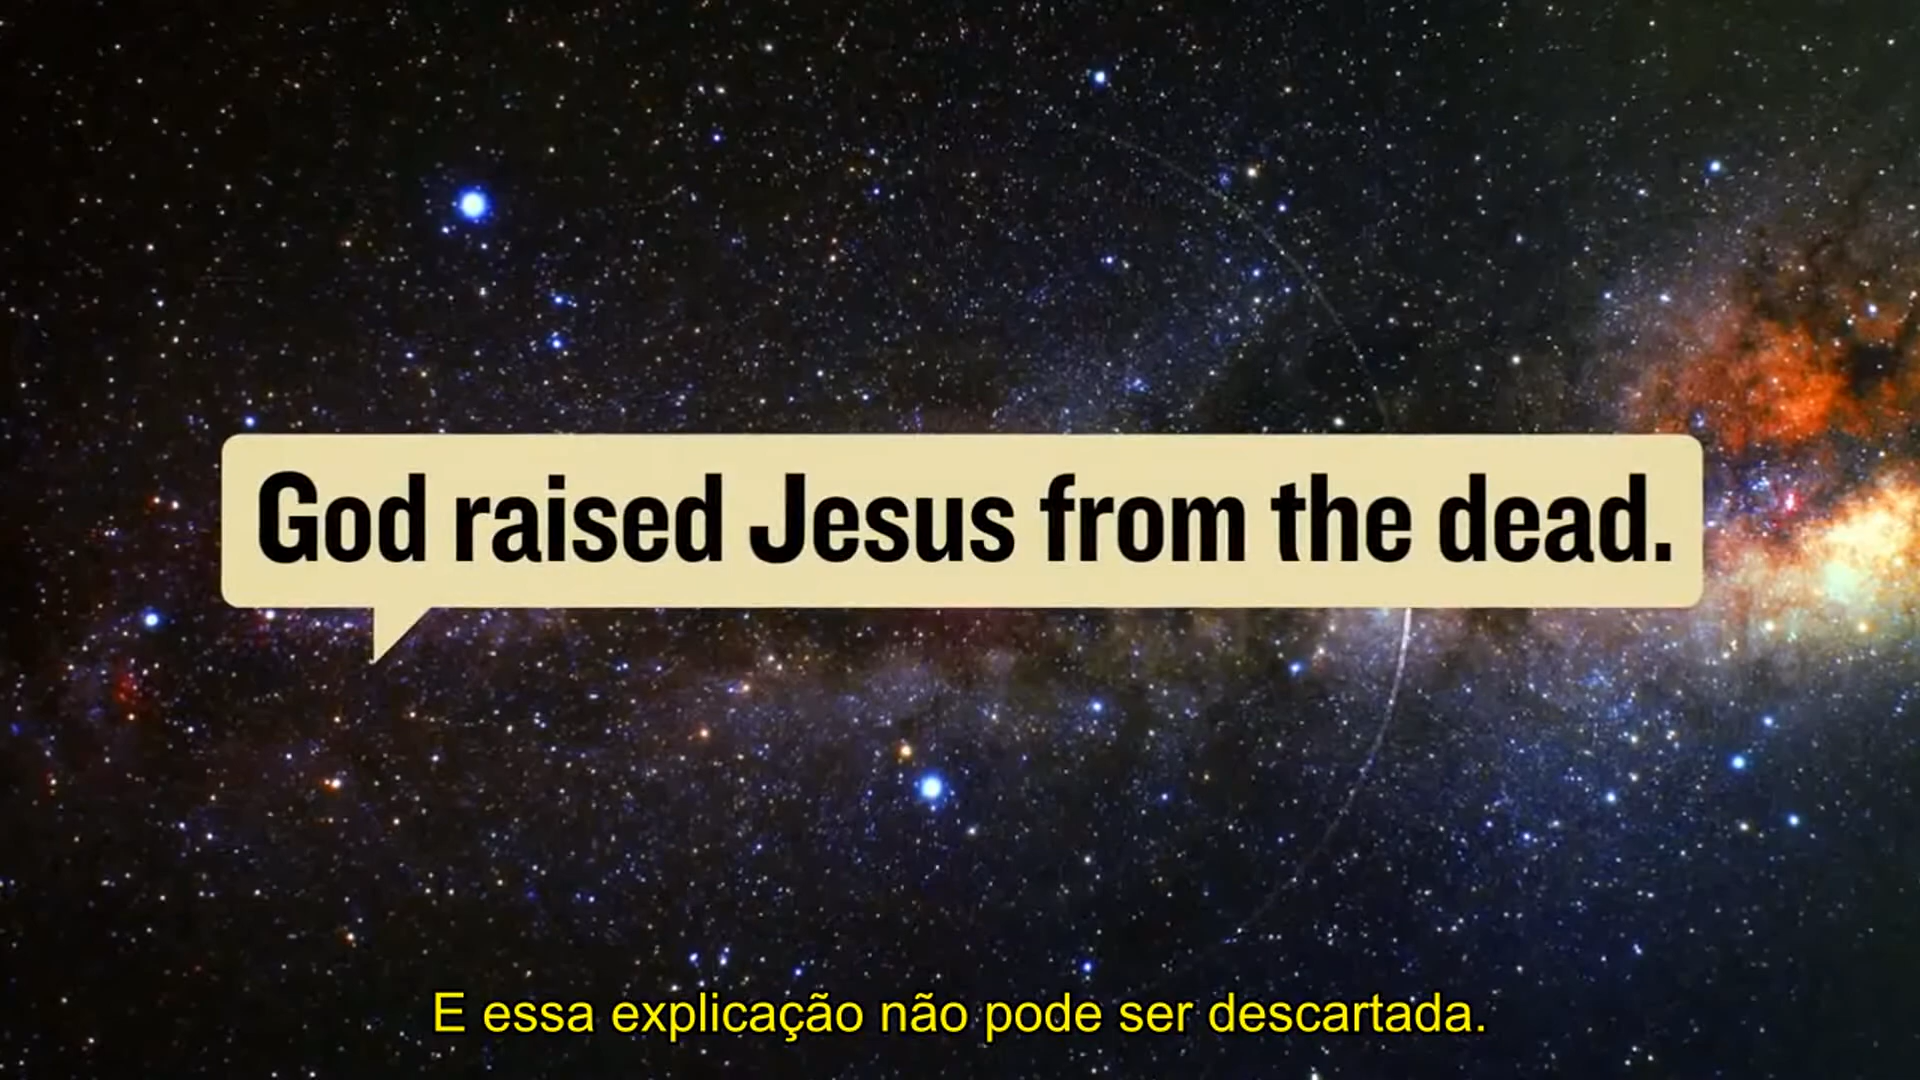 God raised Jesus from the dead.
E essa explicação não pode ser descartada.